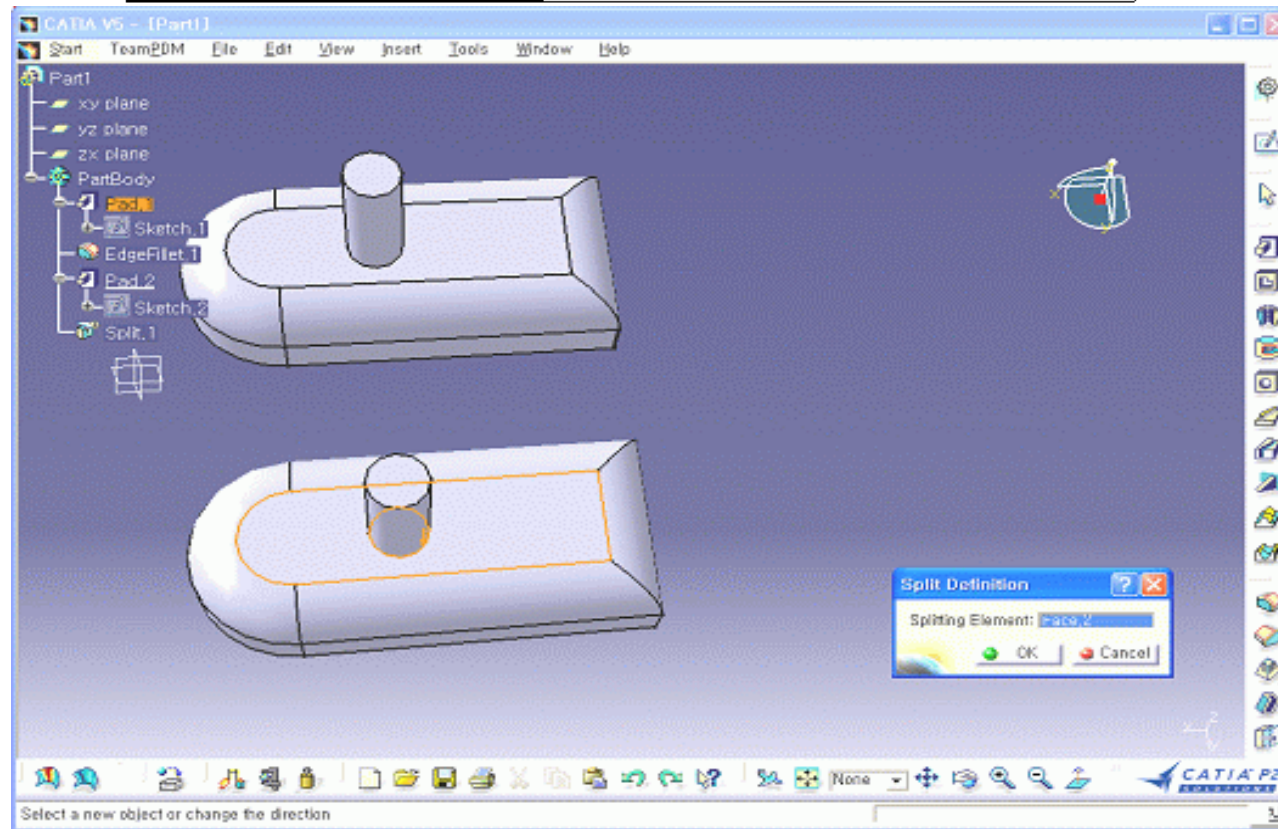 CATIA V5 - [Part1]
Start TeamPDM File Edit View Insert Tools Window Help
Part1
xy plane
yz plane
zx plane
PartBody
Pad.1
Sketch.1
EdgeFillet.1
Pad.2
Sketch.2
Split.1
Split Definition
Splitting Element: Face.2
OK Cancel
z
x
None
CATIA P2
SOLUTIONS
Select a new object or change the direction